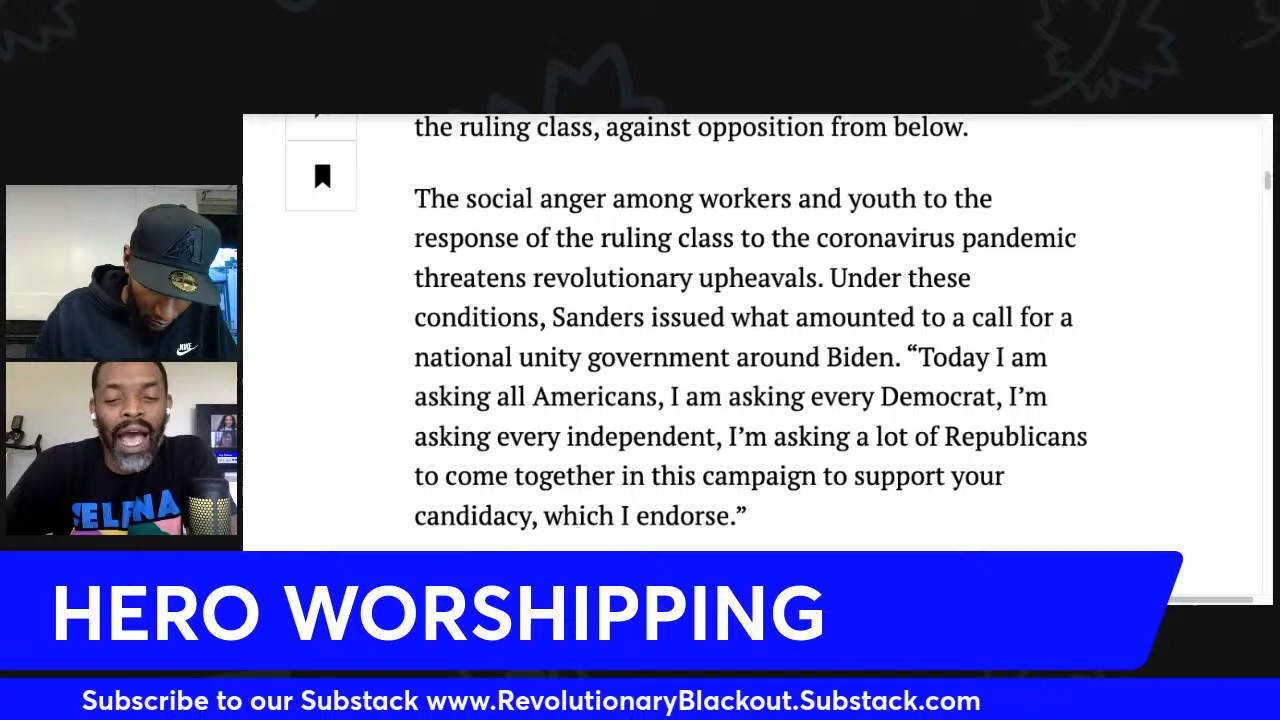 the ruling class, against opposition from below.
The social anger among workers and youth to the
response of the ruling class to the coronavirus pandemic
threatens revolutionary upheavals. Under these
conditions, Sanders issued what amounted to a call for a
national unity government around Biden. “Today I am
asking all Americans, I am asking every Democrat, I’m
asking every independent, I’m asking a lot of Republicans
to come together in this campaign to support your
candidacy, which I endorse.”
HERO WORSHIPPING
Subscribe to our Substack www.RevolutionaryBlackout.Substack.com